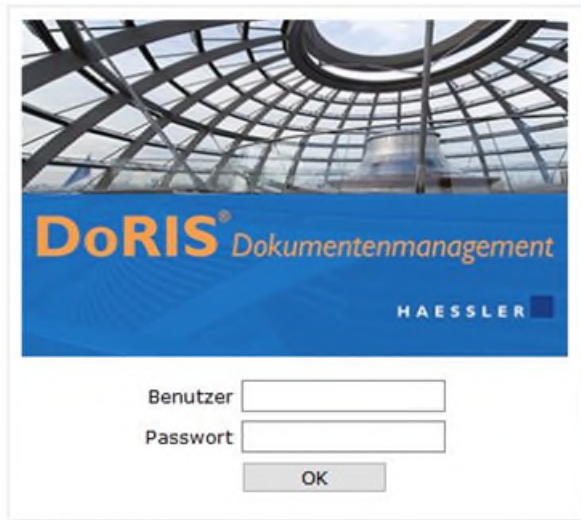 DoRIS® Dokumentenmanagement
HAESSLER
Benutzer
Passwort
OK